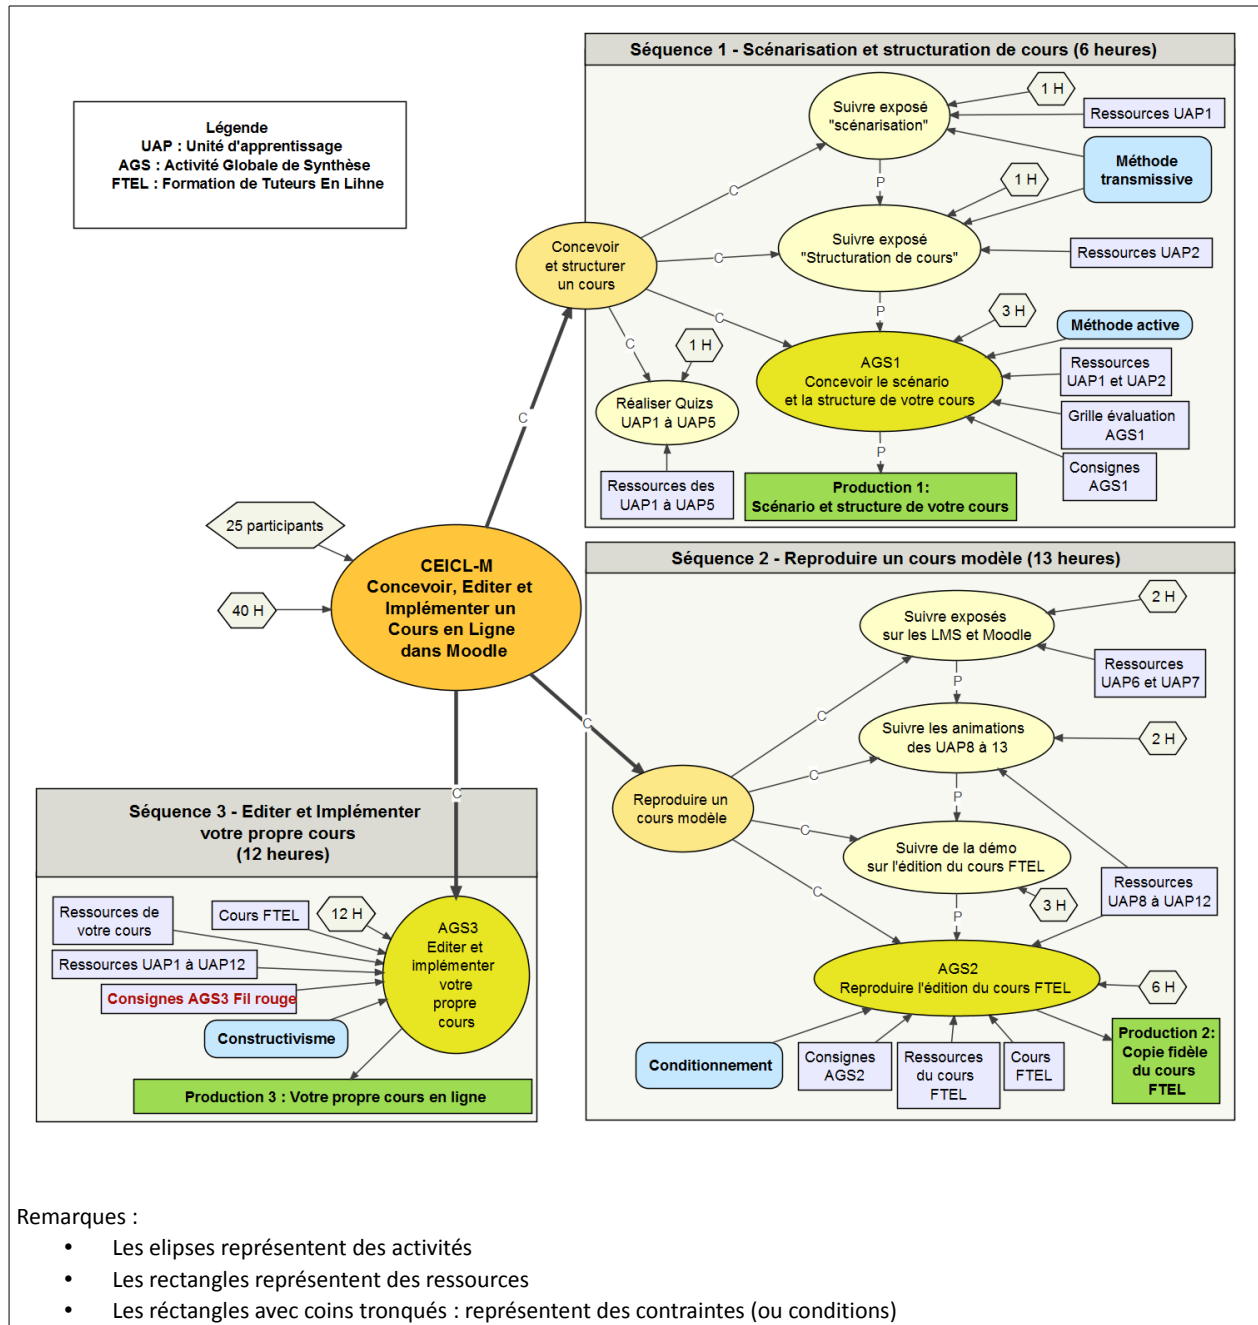 Légende
UAP : Unité d'apprentissage
AGS : Activité Globale de Synthèse
FTEL : Formation de Tuteurs En Lihne
Séquence 1 - Scénarisation et structuration de cours (6 heures)
Suivre exposé
"scénarisation"
1 H
Ressources UAP1
Méthode
transmissive
C
P
1 H
Concevoir
et structurer
un cours
C
Suivre exposé
"Structuration de cours"
Ressources UAP2
C
P
3 H
Méthode active
C
1 H
AGS1
Concevoir le scénario
et la structure de votre cours
Ressources
UAP1 et UAP2
Réaliser Quizs
UAP1 à UAP5
Grille évaluation
AGS1
C
P
Consignes
AGS1
Ressources des
UAP1 à UAP5
Production 1:
Scénario et structure de votre cours
25 participants
40 H
CEICL-M
Concevoir, Editer et
Implémenter un
Cours en Ligne
dans Moodle
Séquence 2 - Reproduire un cours modèle (13 heures)
Suivre exposés
sur les LMS et Moodle
2 H
Ressources
UAP6 et UAP7
P
C
C
Suivre les animations
des UAP8 à 13
2 H
C
Reproduire un
cours modèle
C
P
C
Suivre de la démo
sur l'édition du cours FTEL
C
Ressources
UAP8 à UAP12
3 H
P
AGS2
Reproduire l'édition du cours FTEL
6 H
Conditionnement
Consignes
AGS2
Ressources
du cours
FTEL
Cours
FTEL
Production 2:
Copie fidèle
du cours
FTEL
C
Séquence 3 - Editer et Implémenter
votre propre cours
(12 heures)
Ressources de
votre cours
Cours FTEL
12 H
Ressources UAP1 à UAP12
Consignes AGS3 Fil rouge
Constructivisme
AGS3
Editer et
implémenter
votre
propre
cours
Production 3 : Votre propre cours en ligne
Remarques :
• Les elipses représentent des activités
• Les rectangles représentent des ressources
• Les réctangles avec coins tronqués : représentent des contraintes (ou conditions)